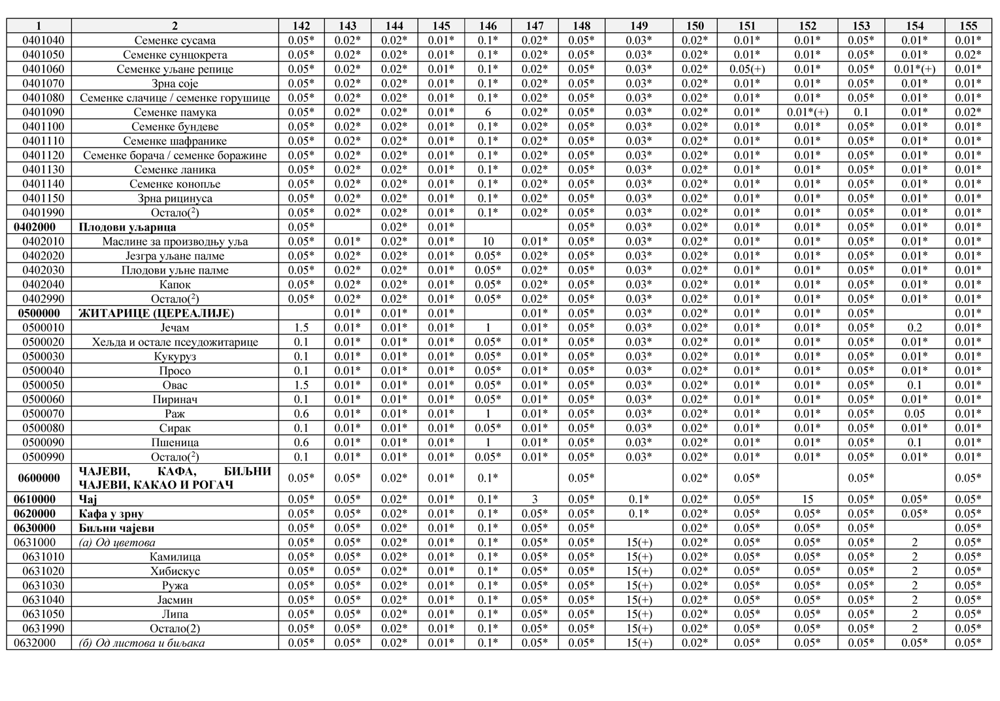 1 2 142 143 144 145 146 147 148 149 150 151 152 153 154 155
0401040 Семенке сусама 0.05* 0.02* 0.02* 0.01* 0.1* 0.02* 0.05* 0.03* 0.02* 0.01* 0.01* 0.05* 0.01* 0.01*
0401050 Семенке сунцокрета 0.05* 0.02* 0.02* 0.01* 0.1* 0.02* 0.05* 0.03* 0.02* 0.01* 0.01* 0.05* 0.01* 0.02*
0401060 Семенке уљане репице 0.05* 0.02* 0.02* 0.01* 0.1* 0.02* 0.05* 0.03* 0.02* 0.05(+) 0.01* 0.05* 0.01*(+) 0.01*
0401070 Зрна соје 0.05* 0.02* 0.02* 0.01* 0.1* 0.02* 0.05* 0.03* 0.02* 0.01* 0.01* 0.05* 0.01* 0.01*
0401080 Семенке слачице / семенке горушице 0.05* 0.02* 0.02* 0.01* 0.1* 0.02* 0.05* 0.03* 0.02* 0.01* 0.01* 0.05* 0.01* 0.01*
0401090 Семенке памука 0.05* 0.02* 0.02* 0.01* 6 0.02* 0.05* 0.03* 0.02* 0.01* 0.01*(+) 0.1 0.01* 0.02*
0401100 Семенке бундеве 0.05* 0.02* 0.02* 0.01* 0.1* 0.02* 0.05* 0.03* 0.02* 0.01* 0.01* 0.05* 0.01* 0.01*
0401110 Семенке шафранике 0.05* 0.02* 0.02* 0.01* 0.1* 0.02* 0.05* 0.03* 0.02* 0.01* 0.01* 0.05* 0.01* 0.01*
0401120 Семенке борача / семенке боражине 0.05* 0.02* 0.02* 0.01* 0.1* 0.02* 0.05* 0.03* 0.02* 0.01* 0.01* 0.05* 0.01* 0.01*
0401130 Семенке ланика 0.05* 0.02* 0.02* 0.01* 0.1* 0.02* 0.05* 0.03* 0.02* 0.01* 0.01* 0.05* 0.01* 0.01*
0401140 Семенке конопље 0.05* 0.02* 0.02* 0.01* 0.1* 0.02* 0.05* 0.03* 0.02* 0.01* 0.01* 0.05* 0.01* 0.01*
0401150 Зрна рицинуса 0.05* 0.02* 0.02* 0.01* 0.1* 0.02* 0.05* 0.03* 0.02* 0.01* 0.01* 0.05* 0.01* 0.01*
0401990 Остало(²) 0.05* 0.02* 0.02* 0.01* 0.1* 0.02* 0.05* 0.03* 0.02* 0.01* 0.01* 0.05* 0.01* 0.01*
0402000 Плодови уљарица 0.05* 0.02* 0.01* 0.05* 0.03* 0.02* 0.01* 0.01* 0.05* 0.01* 0.01*
0402010 Маслине за производњу уља 0.05* 0.01* 0.02* 0.01* 10 0.01* 0.05* 0.03* 0.02* 0.01* 0.01* 0.05* 0.01* 0.01*
0402020 Језгра уљане палме 0.05* 0.02* 0.02* 0.01* 0.05* 0.02* 0.05* 0.03* 0.02* 0.01* 0.01* 0.05* 0.01* 0.01*
0402030 Плодови уљне палме 0.05* 0.02* 0.02* 0.01* 0.05* 0.02* 0.05* 0.03* 0.02* 0.01* 0.01* 0.05* 0.01* 0.01*
0402040 Капок 0.05* 0.02* 0.02* 0.01* 0.05* 0.02* 0.05* 0.03* 0.02* 0.01* 0.01* 0.05* 0.01* 0.01*
0402990 Остало(²) 0.05* 0.02* 0.02* 0.01* 0.05* 0.02* 0.05* 0.03* 0.02* 0.01* 0.01* 0.05* 0.01* 0.01*
0500000 ЖИТАРИЦЕ (ЦЕРЕАЛИЈЕ) 0.01* 0.01* 0.01* 0.01* 0.05* 0.03* 0.02* 0.01* 0.01* 0.05* 0.01*
0500010 Јечам 1.5 0.01* 0.01* 0.01* 1 0.01* 0.05* 0.03* 0.02* 0.01* 0.01* 0.05* 0.2 0.01*
0500020 Хељда и остале псеудожитарице 0.1 0.01* 0.01* 0.01* 0.05* 0.01* 0.05* 0.03* 0.02* 0.01* 0.01* 0.05* 0.01* 0.01*
0500030 Кукуруз 0.1 0.01* 0.01* 0.01* 0.05* 0.01* 0.05* 0.03* 0.02* 0.01* 0.01* 0.05* 0.01* 0.01*
0500040 Просо 0.1 0.01* 0.01* 0.01* 0.05* 0.01* 0.05* 0.03* 0.02* 0.01* 0.01* 0.05* 0.01* 0.01*
0500050 Овас 1.5 0.01* 0.01* 0.01* 0.05* 0.01* 0.05* 0.03* 0.02* 0.01* 0.01* 0.05* 0.1 0.01*
0500060 Пиринач 0.1 0.01* 0.01* 0.01* 0.05* 0.01* 0.05* 0.03* 0.02* 0.01* 0.01* 0.05* 0.01* 0.01*
0500070 Раж 0.6 0.01* 0.01* 0.01* 1 0.01* 0.05* 0.03* 0.02* 0.01* 0.01* 0.05* 0.05 0.01*
0500080 Сирак 0.1 0.01* 0.01* 0.01* 0.05* 0.01* 0.05* 0.03* 0.02* 0.01* 0.01* 0.05* 0.01* 0.01*
0500090 Пшеница 0.6 0.01* 0.01* 0.01* 1 0.01* 0.05* 0.03* 0.02* 0.01* 0.01* 0.05* 0.1 0.01*
0500990 Остало(²) 0.1 0.01* 0.01* 0.01* 0.05* 0.01* 0.05* 0.03* 0.02* 0.01* 0.01* 0.05* 0.01* 0.01*
ЧАЈЕВИ, КАФА, БИЉНИ
0600000 ЧАЈЕВИ, КАКАО И РОГАЧ 0.05* 0.05* 0.02* 0.01* 0.1* 0.05* 0.02* 0.05* 0.05* 0.05*
0610000 Чај 0.05* 0.05* 0.02* 0.01* 0.1* 3 0.05* 0.1* 0.02* 0.05* 15 0.05* 0.05* 0.05*
0620000 Кафа у зрну 0.05* 0.05* 0.02* 0.01* 0.1* 0.05* 0.05* 0.1* 0.02* 0.05* 0.05* 0.05* 0.05* 0.05*
0630000 Биљни чајеви 0.05* 0.05* 0.02* 0.01* 0.1* 0.05* 0.05* 0.02* 0.05* 0.05* 0.05* 0.05*
0631000 (а) Од цветова 0.05* 0.05* 0.02* 0.01* 0.1* 0.05* 0.05* 15(+) 0.02* 0.05* 0.05* 0.05* 2 0.05*
0631010 Камилица 0.05* 0.05* 0.02* 0.01* 0.1* 0.05* 0.05* 15(+) 0.02* 0.05* 0.05* 0.05* 2 0.05*
0631020 Хибискус 0.05* 0.05* 0.02* 0.01* 0.1* 0.05* 0.05* 15(+) 0.02* 0.05* 0.05* 0.05* 2 0.05*
0631030 Ружа 0.05* 0.05* 0.02* 0.01* 0.1* 0.05* 0.05* 15(+) 0.02* 0.05* 0.05* 0.05* 2 0.05*
0631040 Јасмин 0.05* 0.05* 0.02* 0.01* 0.1* 0.05* 0.05* 15(+) 0.02* 0.05* 0.05* 0.05* 2 0.05*
0631050 Липа 0.05* 0.05* 0.02* 0.01* 0.1* 0.05* 0.05* 15(+) 0.02* 0.05* 0.05* 0.05* 2 0.05*
0631990 Остало(2) 0.05* 0.05* 0.02* 0.01* 0.1* 0.05* 0.05* 15(+) 0.02* 0.05* 0.05* 0.05* 2 0.05*
0632000 (б) Од листова и биљака 0.05* 0.05* 0.02* 0.01* 0.1* 0.05* 0.05* 15(+) 0.02* 0.05* 0.05* 0.05* 0.05* 0.05*